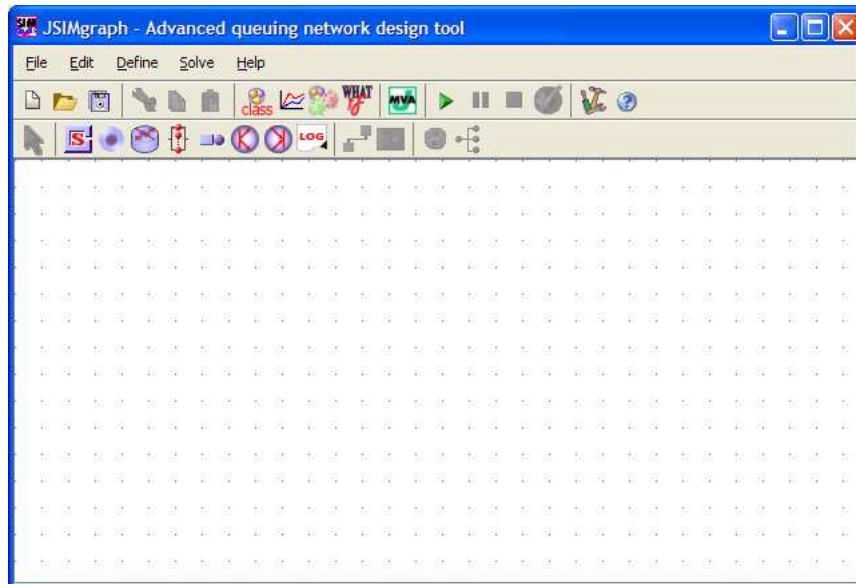 JSIMgraph - Advanced queuing network design tool
File Edit Define Solve Help
class WHAT if MVA
S LOG